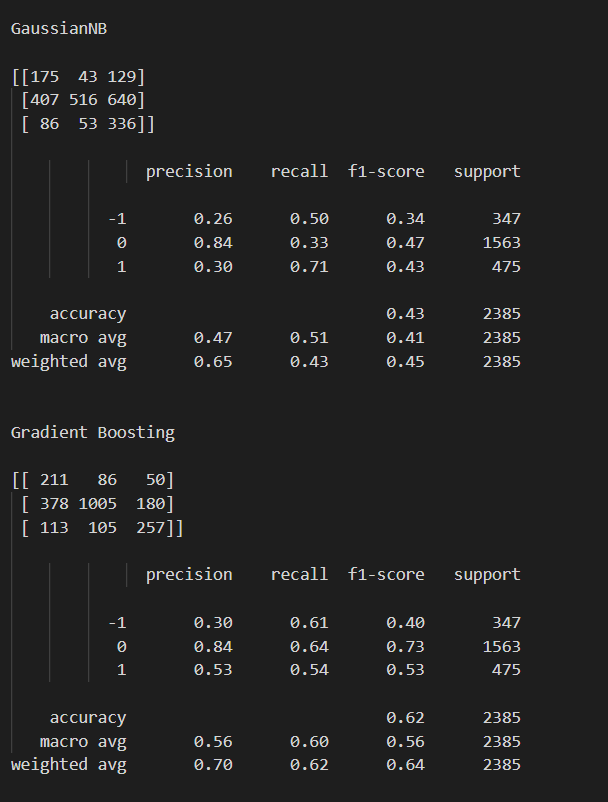 GaussianNB
[[175 43 129]
[407 516 640]
[ 86 53 336]]
precision recall f1-score support
-1 0.26 0.50 0.34 347
0 0.84 0.33 0.47 1563
1 0.30 0.71 0.43 475
accuracy 0.43 2385
macro avg 0.47 0.51 0.41 2385
weighted avg 0.65 0.43 0.45 2385
Gradient Boosting
[[ 211 86 50]
[ 378 1005 180]
[ 113 105 257]]
precision recall f1-score support
-1 0.30 0.61 0.40 347
0 0.84 0.64 0.73 1563
1 0.53 0.54 0.53 475
accuracy 0.62 2385
macro avg 0.56 0.60 0.56 2385
weighted avg 0.70 0.62 0.64 2385